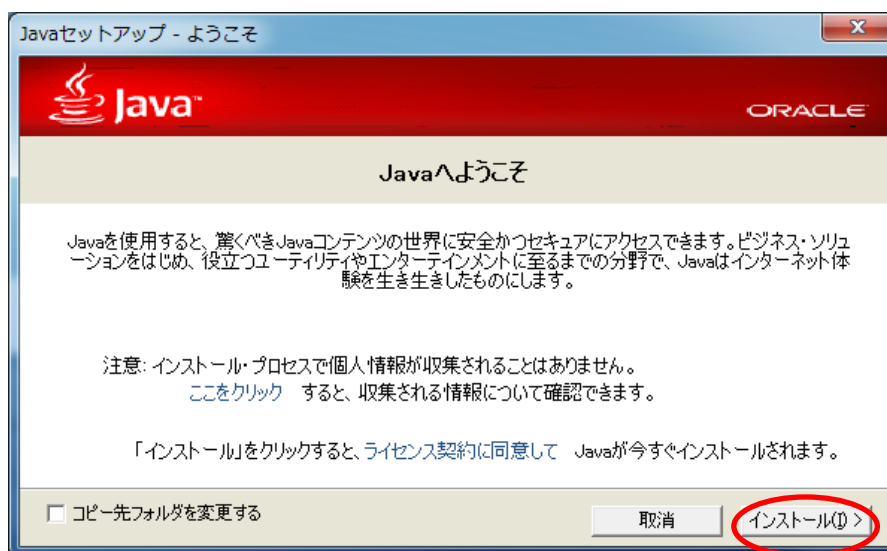 Javaセットアップ - ようこそ
Java™
ORACLE
Javaへようこそ
Javaを使用すると、驚くべきJavaコンテンツの世界に安全かつセキュアにアクセスできます。ビジネス・ソリュ
ーションをはじめ、役立つユーティリティやエンターテインメントに至るまでの分野で、Javaはインターネット体
験を生き生きしたものにします。
注意: インストール・プロセスで個人情報が収集されることはありません。
ここをクリック すると、収集される情報について確認できます。
「インストール」をクリックすると、ライセンス契約に同意して Javaが今すぐインストールされます。
コピー先フォルダを変更する
取消
インストール(I) >